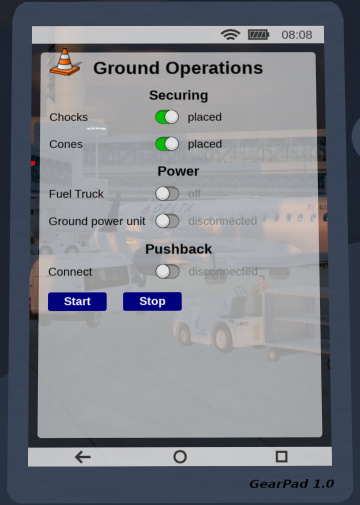 08:08
Ground Operations
Securing
Chocks placed
Cones placed
Power
Fuel Truck off
Ground power unit disconnected
Pushback
Connect disconnected
Start Stop
GearPad 1.0